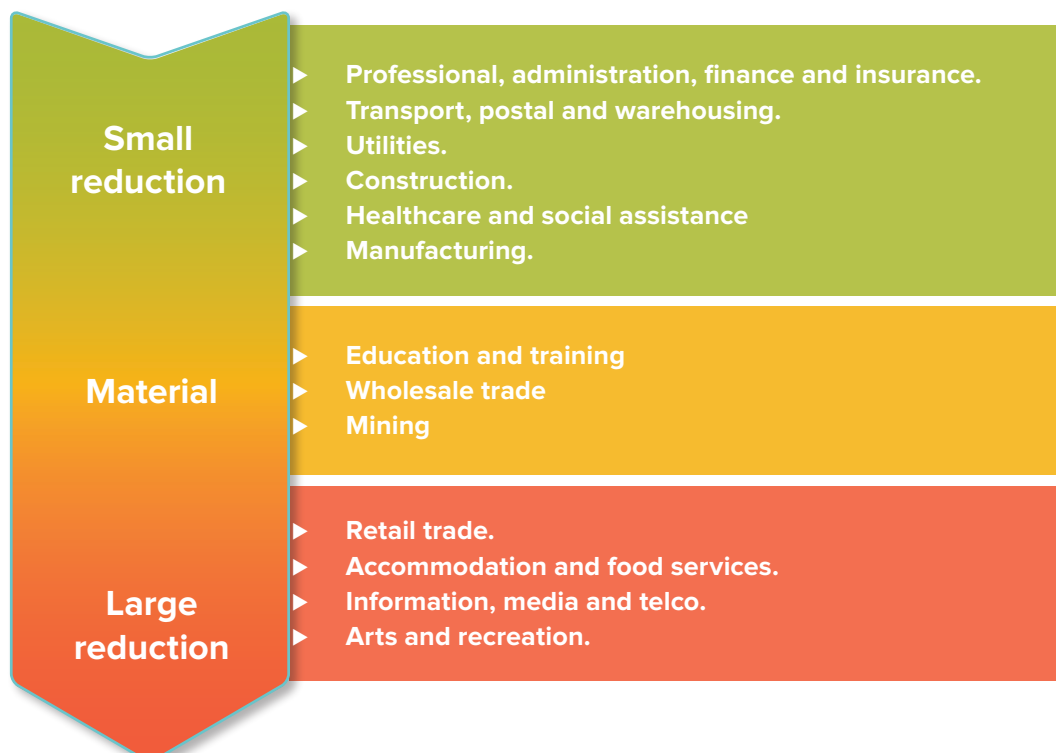 Small
reduction
Professional, administration, finance and insurance.
Transport, postal and warehousing.
Utilities.
Construction.
Healthcare and social assistance
Manufacturing.
Material
Education and training
Wholesale trade
Mining
Large
reduction
Retail trade.
Accommodation and food services.
Information, media and telco.
Arts and recreation.